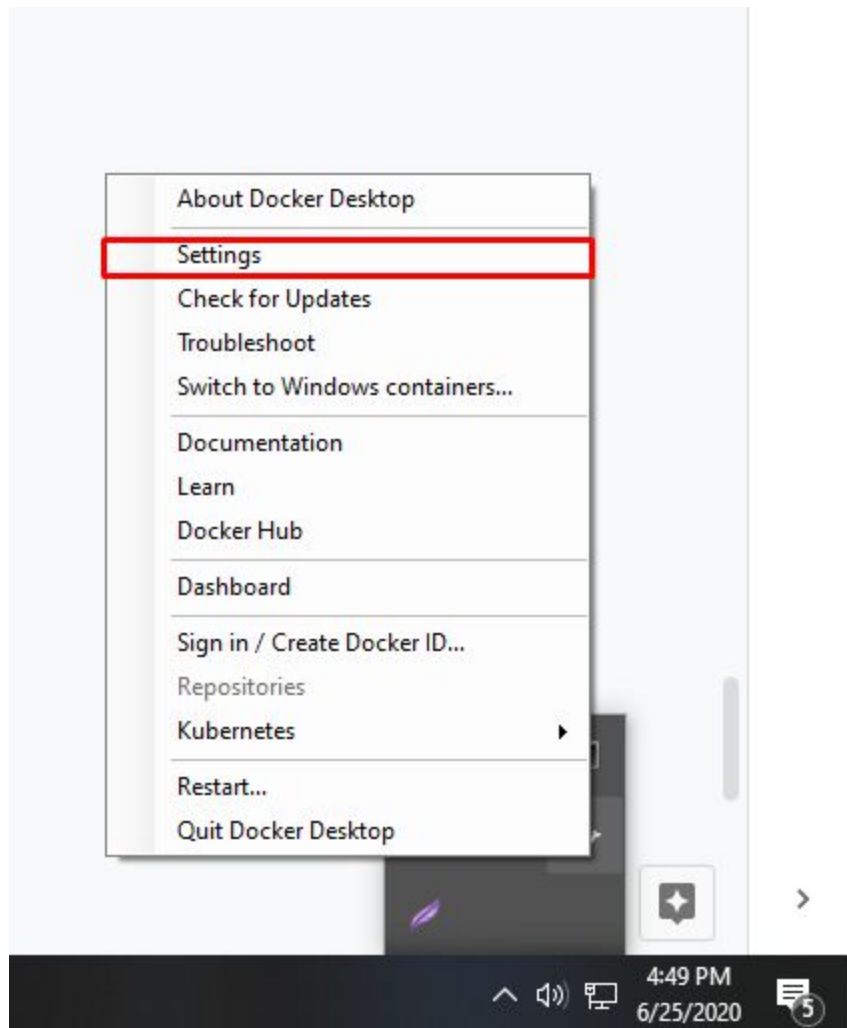 About Docker Desktop
Settings
Check for Updates
Troubleshoot
Switch to Windows containers...
Documentation
Learn
Docker Hub
Dashboard
Sign in / Create Docker ID...
Repositories
Kubernetes
Restart...
Quit Docker Desktop
4:49 PM
6/25/2020
5